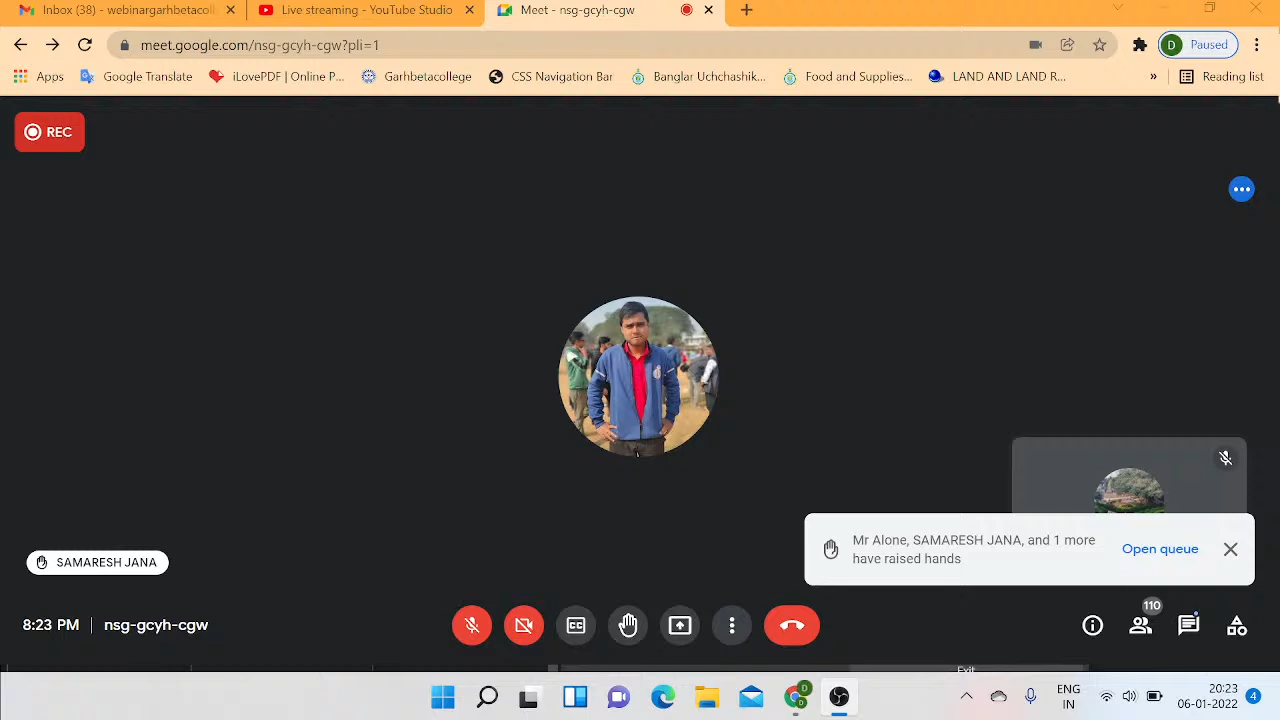 Inbox (38) - webinargarhbetacoll
Live streaming - YouTube Studio
Meet - nsg-gcyh-cgw
meet.google.com/nsg-gcyh-cgw?pli=1
D Paused
Apps
Google Translate
iLovePDF | Online P...
Garhbetacollege
CSS Navigation Bar
Banglar Uchchashik...
Food and Supplies...
LAND AND LAND R...
»
Reading list
REC
Mr Alone, SAMARESH JANA, and 1 more
have raised hands
Open queue
SAMARESH JANA
8:23 PM | nsg-gcyh-cgw
CC
110
Exit
D
D
ENG
IN
20:23
06-01-2022
4